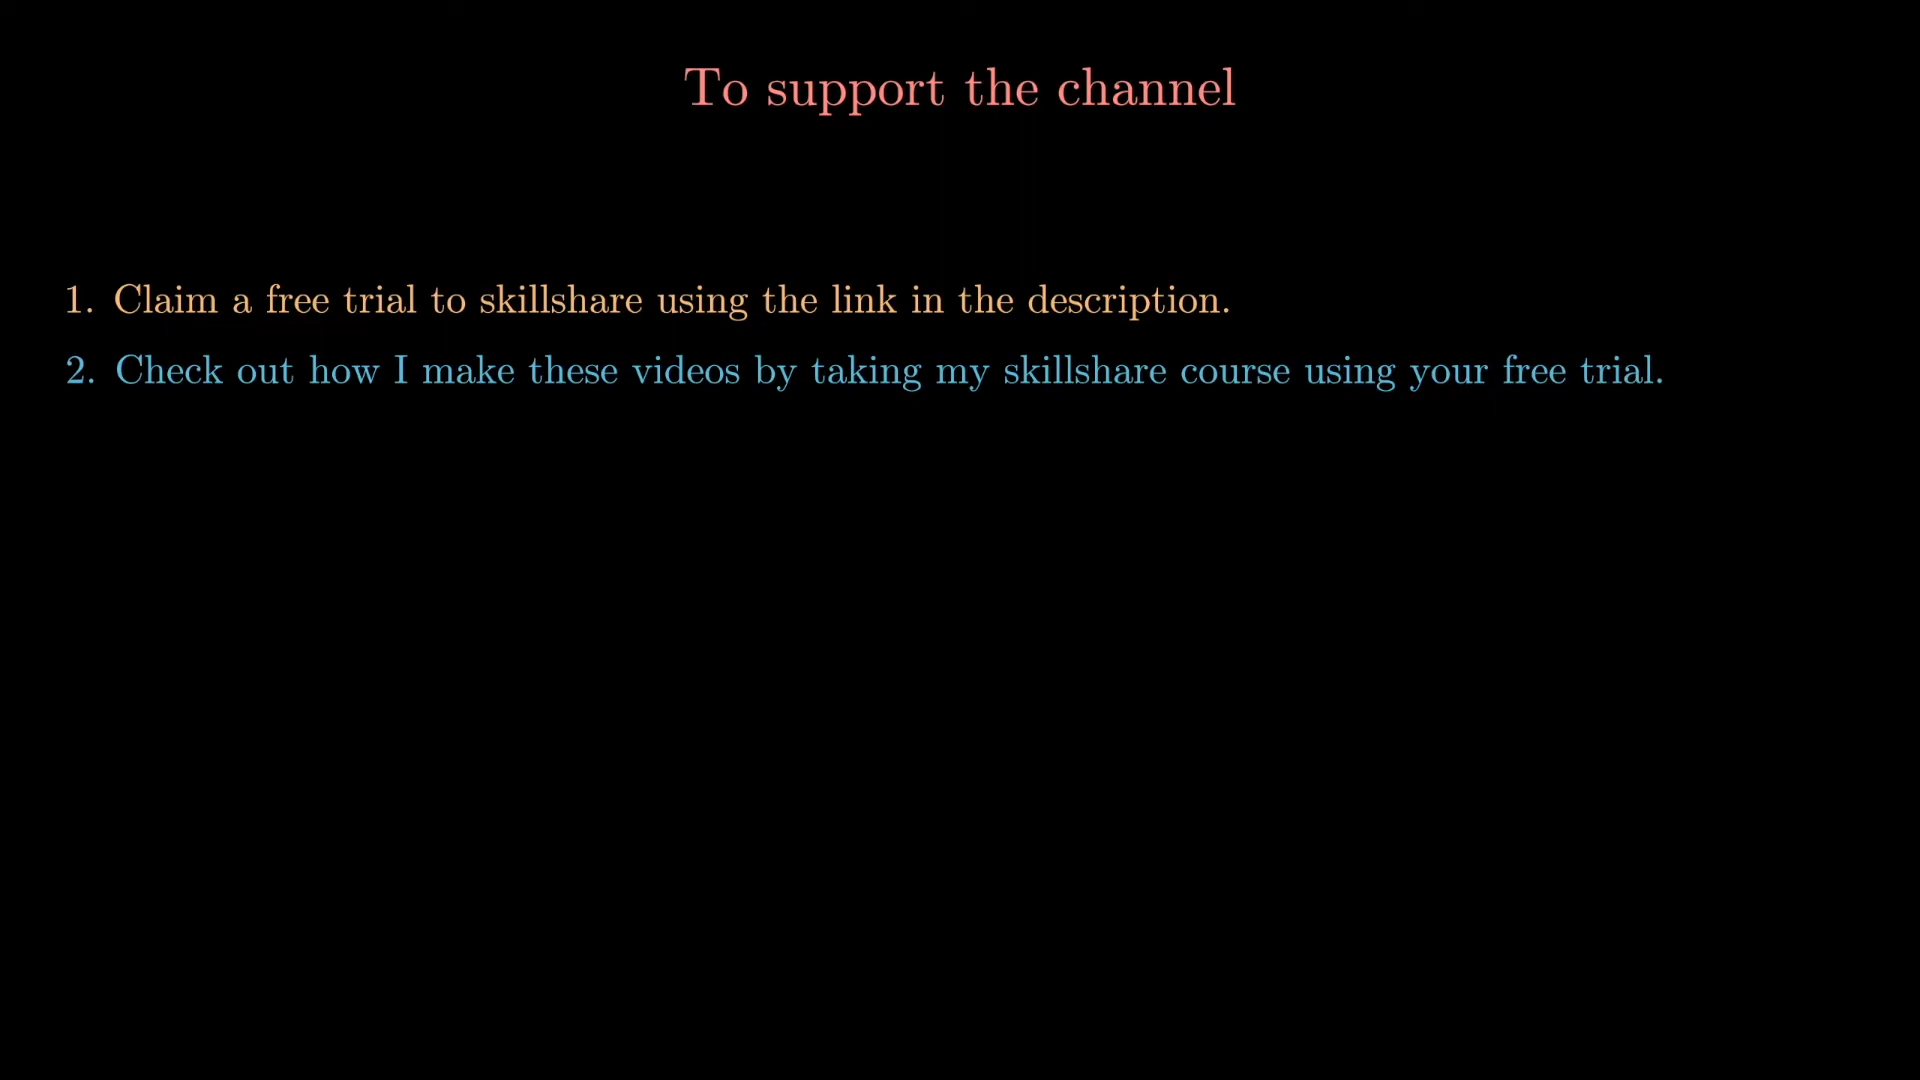 To support the channel
1. Claim a free trial to skillshare using the link in the description.
2. Check out how I make these videos by taking my skillshare course using your free trial.